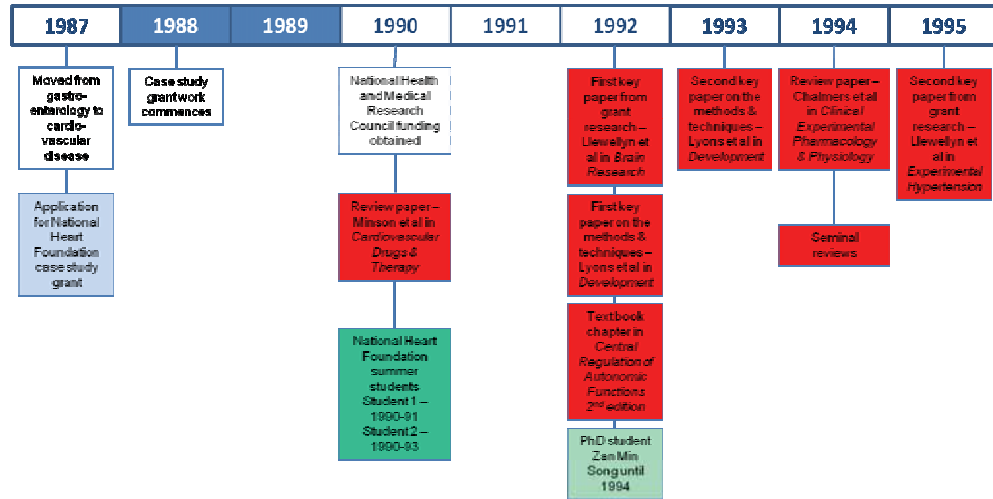 1987
1988
1989
1990
1991
1992
1993
1994
1995
Moved from
gastro-
enterology to
cardio-
vascular
disease
Application
for National
Heart
Foundation
case study
grant
Case study
grant work
commences
National Health
and Medical
Research
Council funding
obtained
Review paper –
Minson et al in
Cardiovascular
Drugs &
Therapy
National Heart
Foundation
summer
students
Student 1 –
1990-91
Student 2 –
1990-93
First key
paper from
grant
research –
Llewellyn et
al in Brain
Research
First key
paper on the
methods &
techniques –
Lyons et al in
Development
Textbook
chapter in
Central
Regulation of
Autonomic
Functions
2nd edition
PhD student
Zan Min
Song until
1994
Second key
paper on the
methods &
techniques –
Lyons et al in
Development
Review paper –
Chalmers et al
in Clinical
Experimental
Pharmacology
& Physiology
Seminal
reviews
Second key
paper from
grant
research –
Llewellyn et
al in
Experimental
Hypertension